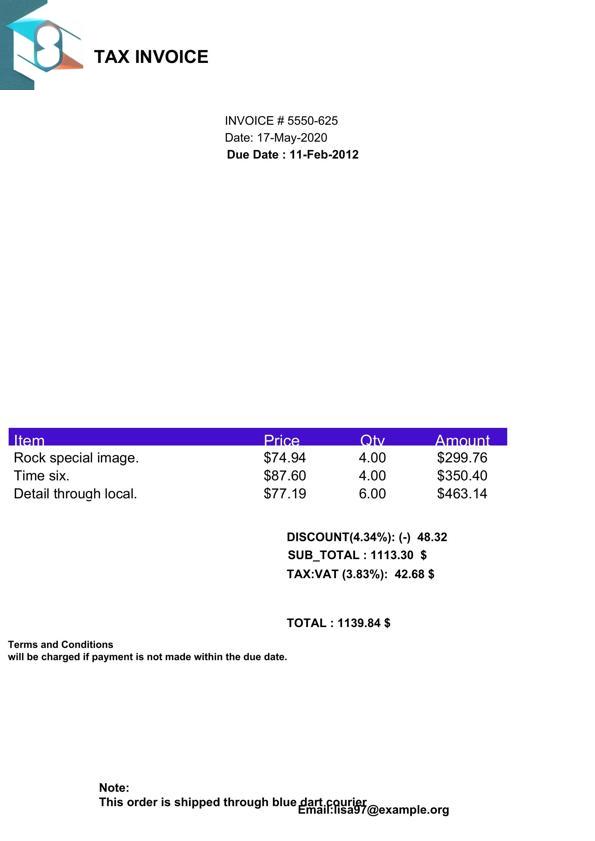 TAX INVOICE
INVOICE # 5550-625
Date: 17-May-2020
Due Date : 11-Feb-2012
Item Price Qty Amount
Rock special image. $74.94 4.00 $299.76
Time six. $87.60 4.00 $350.40
Detail through local. $77.19 6.00 $463.14
DISCOUNT(4.34%): (-) 48.32
SUB_TOTAL : 1113.30 $
TAX:VAT (3.83%): 42.68 $
TOTAL : 1139.84 $
Terms and Conditions
will be charged if payment is not made within the due date.
Note:
This order is shipped through blue dart courier
Email:lisa97@example.org